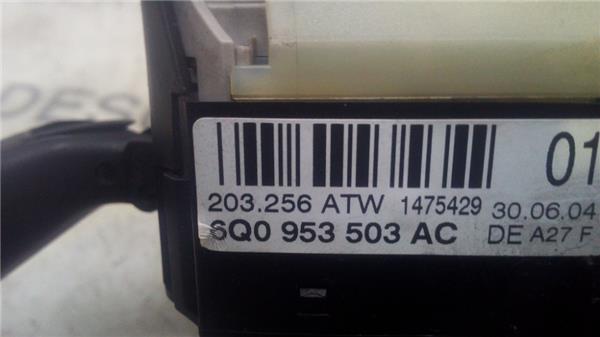 01
203.256 ATW 1475429 30.06.04
6Q0 953 503 AC DE A27 F